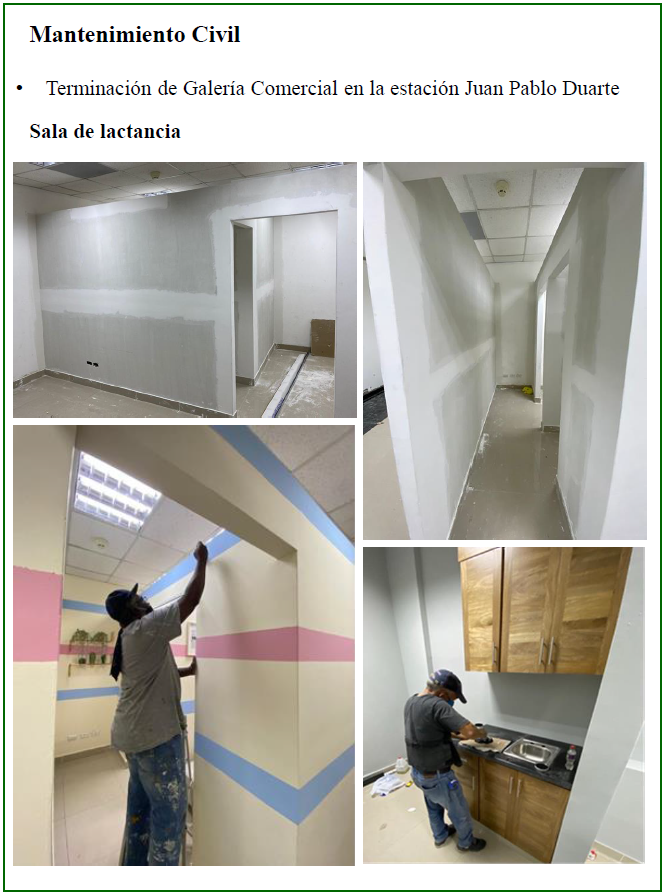 Mantenimiento Civil
• Terminación de Galería Comercial en la estación Juan Pablo Duarte
Sala de lactancia